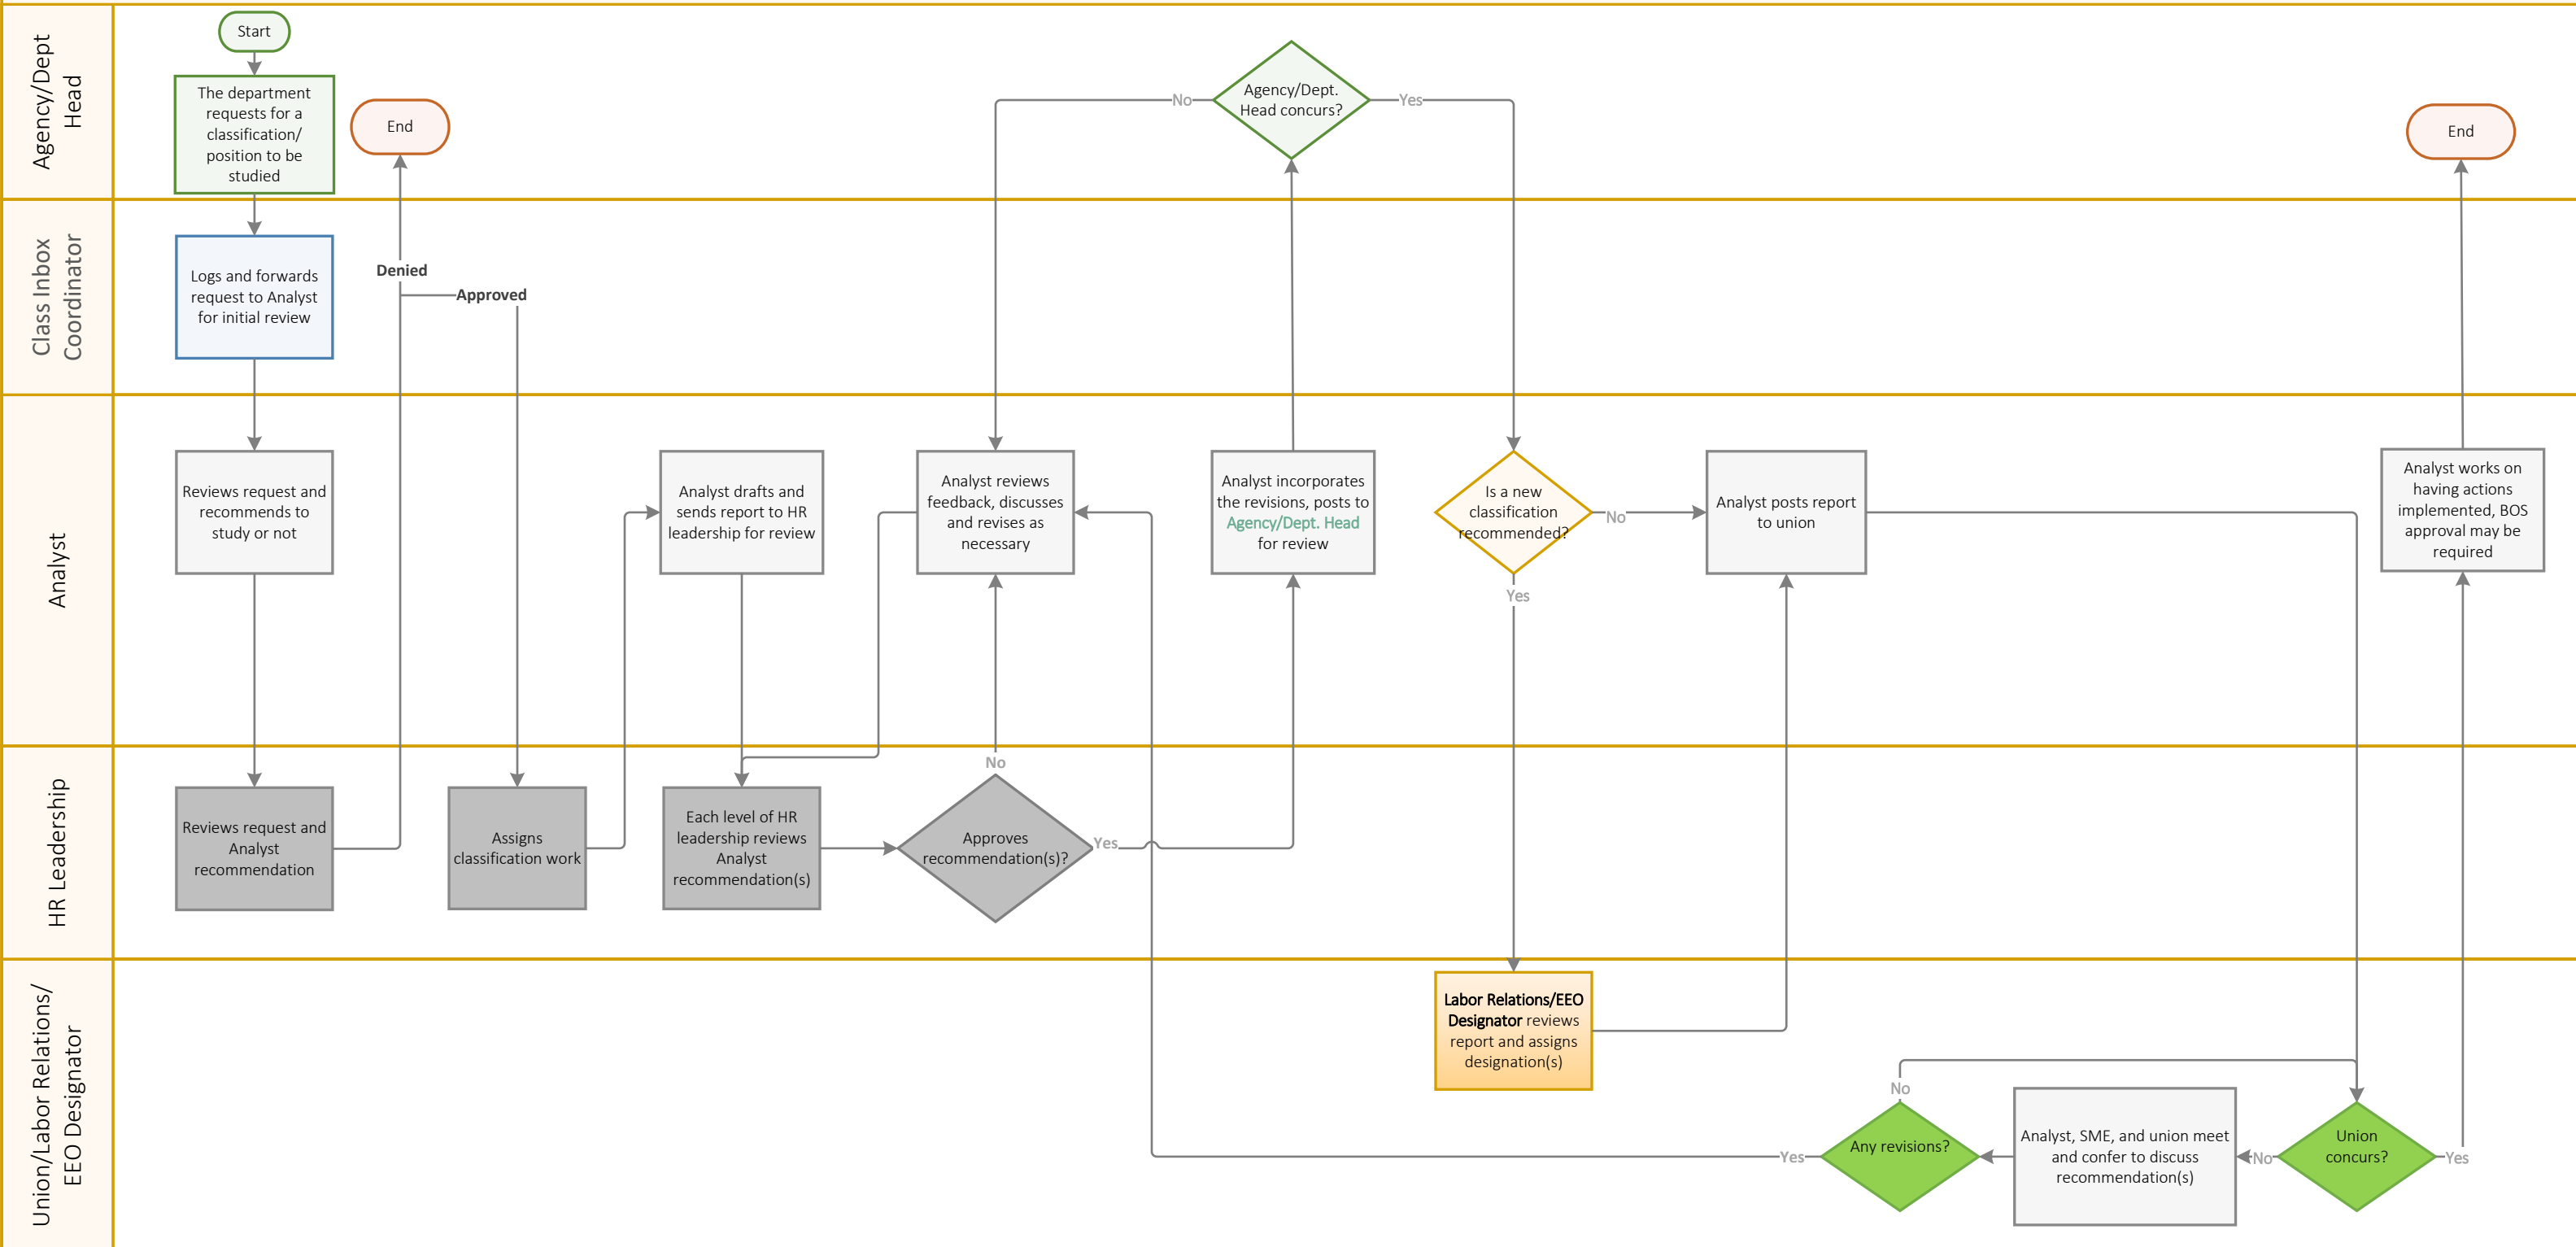 Agency/Dept
Head
Start
The department
requests for a
classification/
position to be
studied
End
No
Agency/Dept.
Head concurs?
Yes
End
Class Inbox
Coordinator
Logs and forwards
request to Analyst
for initial review
Denied
Approved
Analyst
Reviews request and
recommends to
study or not
Analyst drafts and
sends report to HR
leadership for review
Analyst reviews
feedback, discusses
and revises as
necessary
Analyst incorporates
the revisions, posts to
Agency/Dept. Head
for review
Is a new
classification
recommended?
No
Yes
Analyst posts report
to union
Analyst works on
having actions
implemented, BOS
approval may be
required
HR Leadership
Reviews request and
Analyst
recommendation
Assigns
classification work
Each level of HR
leadership reviews
Analyst
recommendation(s)
No
Approves
recommendation(s)?
Yes
Union/Labor Relations/
EEO Designator
Labor Relations/EEO
Designator reviews
report and assigns
designation(s)
Yes
No
Any revisions?
Analyst, SME, and union meet
and confer to discuss
recommendation(s)
No
Union
concurs?
Yes